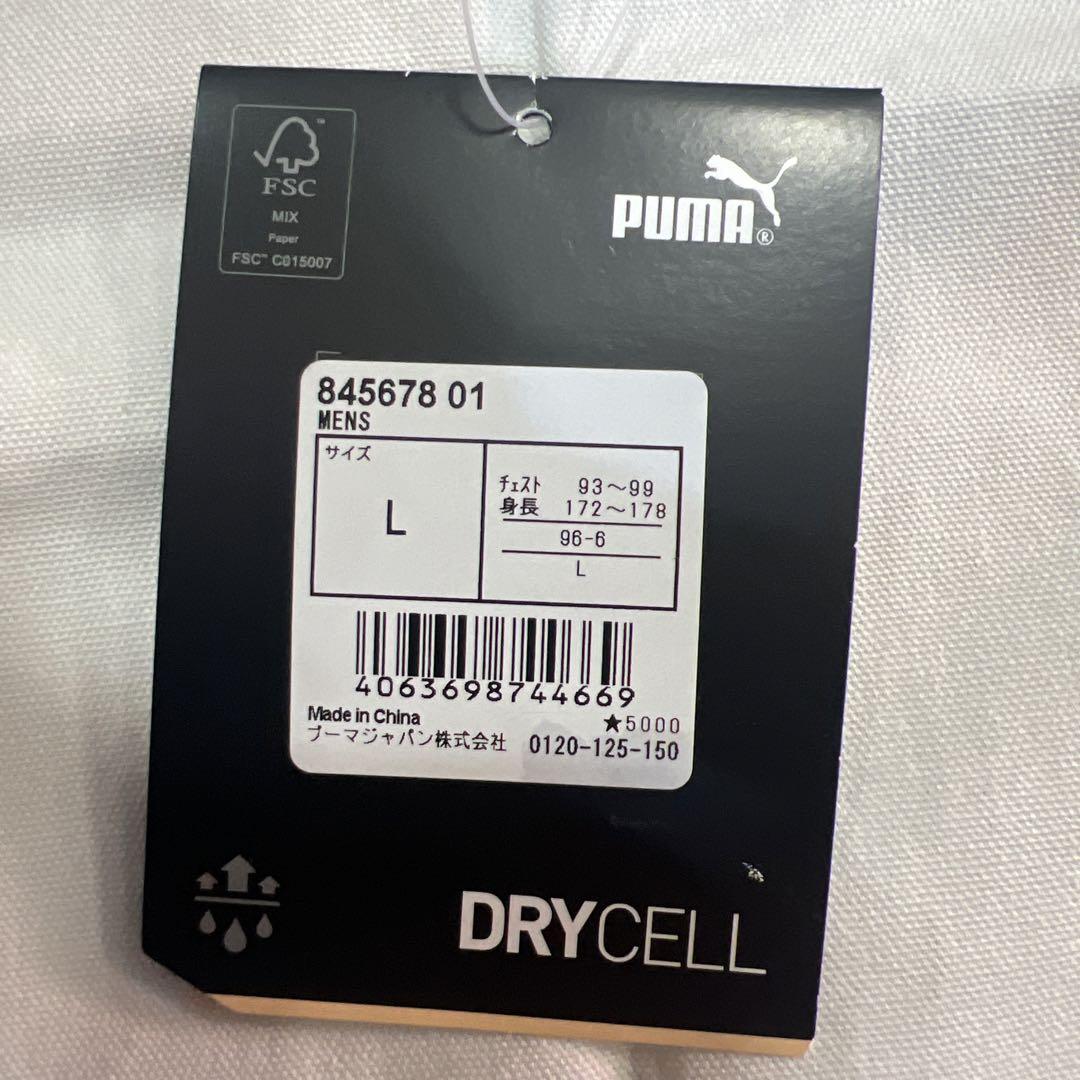 FSC
MIX
Paper
FSC™ C015007
PUMA®
845678 01
MENS
サイズ
L
チェスト 93～99
身長 172～178
96-6
L
4063698744669
Made in China
★5000
プーマジャパン株式会社 0120-125-150
DRYCELL